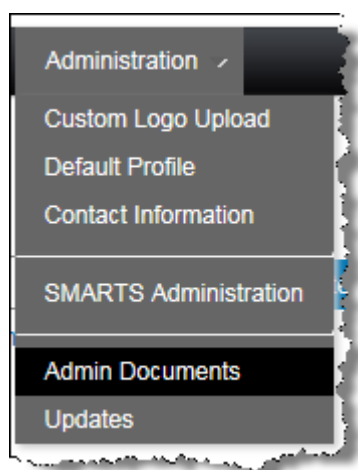 Administration
Custom Logo Upload
Default Profile
Contact Information
SMARTS Administration
Admin Documents
Updates